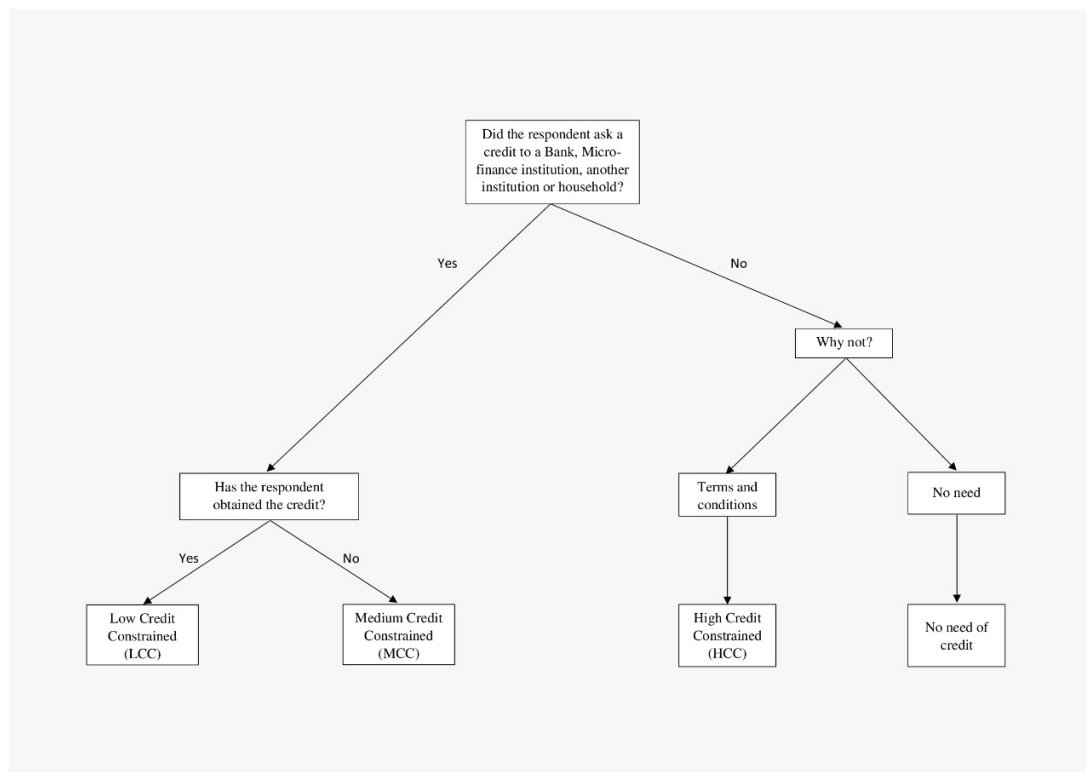 Did the respondent ask a
credit to a Bank, Micro-
finance institution, another
institution or household?
Yes
No
Why not?
Has the respondent
obtained the credit?
Terms and
conditions
No need
Yes
No
Low Credit
Constrained
(LCC)
Medium Credit
Constrained
(MCC)
High Credit
Constrained
(HCC)
No need of
credit